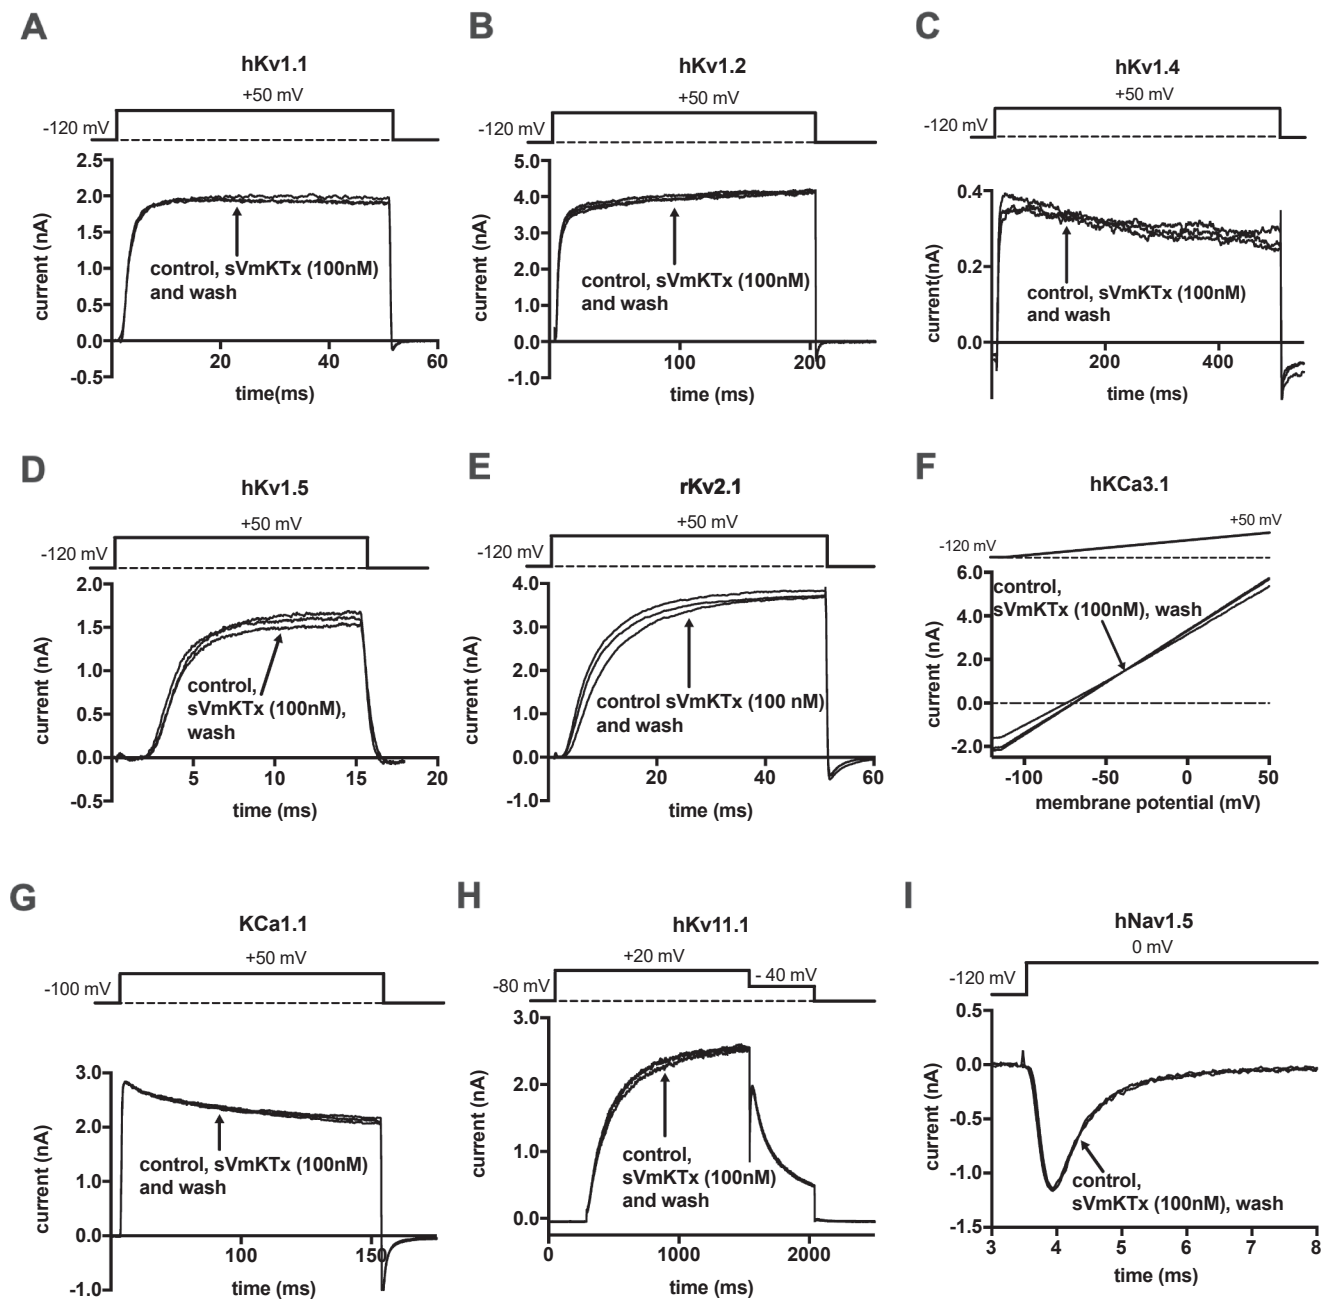 A
hKv1.1
+50 mV
-120 mV
2.5
2.0
1.5
1.0
0.5
0.0
-0.5
20
40
60
current (nA)
time(ms)
control, sVmKTx (100nM)
and wash
B
hKv1.2
+50 mV
-120 mV
5.0
4.0
3.0
2.0
1.0
0.0
-1.0
100
200
current (nA)
time (ms)
control, sVmKTx (100nM)
and wash
C
hKv1.4
+50 mV
-120 mV
0.4
0.2
0.0
200
400
current(nA)
time (ms)
control, sVmKTx (100nM)
and wash
D
hKv1.5
+50 mV
-120 mV
2.0
1.5
1.0
0.5
0.0
-0.5
5
10
15
20
current (nA)
time (ms)
control,
sVmKTx (100nM),
wash
E
rKv2.1
+50 mV
-120 mV
4.0
3.0
2.0
1.0
0.0
-1.0
20
40
60
current (nA)
time (ms)
control sVmKTx (100 nM)
and wash
F
hKCa3.1
+50 mV
-120 mV
6.0
4.0
2.0
0.0
-2.0
-100
-50
0
50
current (nA)
membrane potential (mV)
control,
sVmKTx (100nM), wash
G
KCa1.1
+50 mV
-100 mV
3.0
2.0
1.0
0.0
-1.0
100
150
current (nA)
time (ms)
control, sVmKTx (100nM)
and wash
H
hKv11.1
+20 mV
- 40 mV
-80 mV
3.0
2.0
1.0
0.0
0
1000
2000
current (nA)
time (ms)
control,
sVmKTx (100nM)
and wash
I
hNav1.5
0 mV
-120 mV
0.5
0.0
-0.5
-1.0
-1.5
3
4
5
6
7
8
current (nA)
time (ms)
control,
sVmKTx (100nM), wash